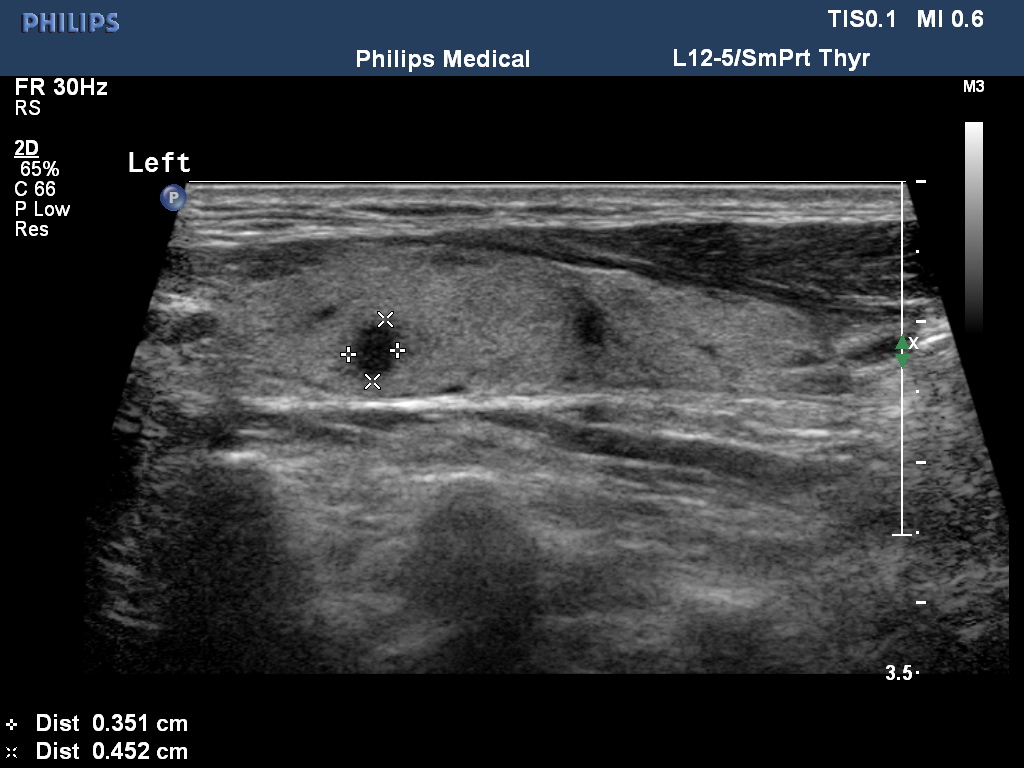 PHILIPS
TIS0.1 MI 0.6
Philips Medical
L12-5/SmPrt Thyr
FR 30Hz
RS
M3
2D
65%
C 66
P Low
Res
Left
P
x
3.5
Dist 0.351 cm
Dist 0.452 cm